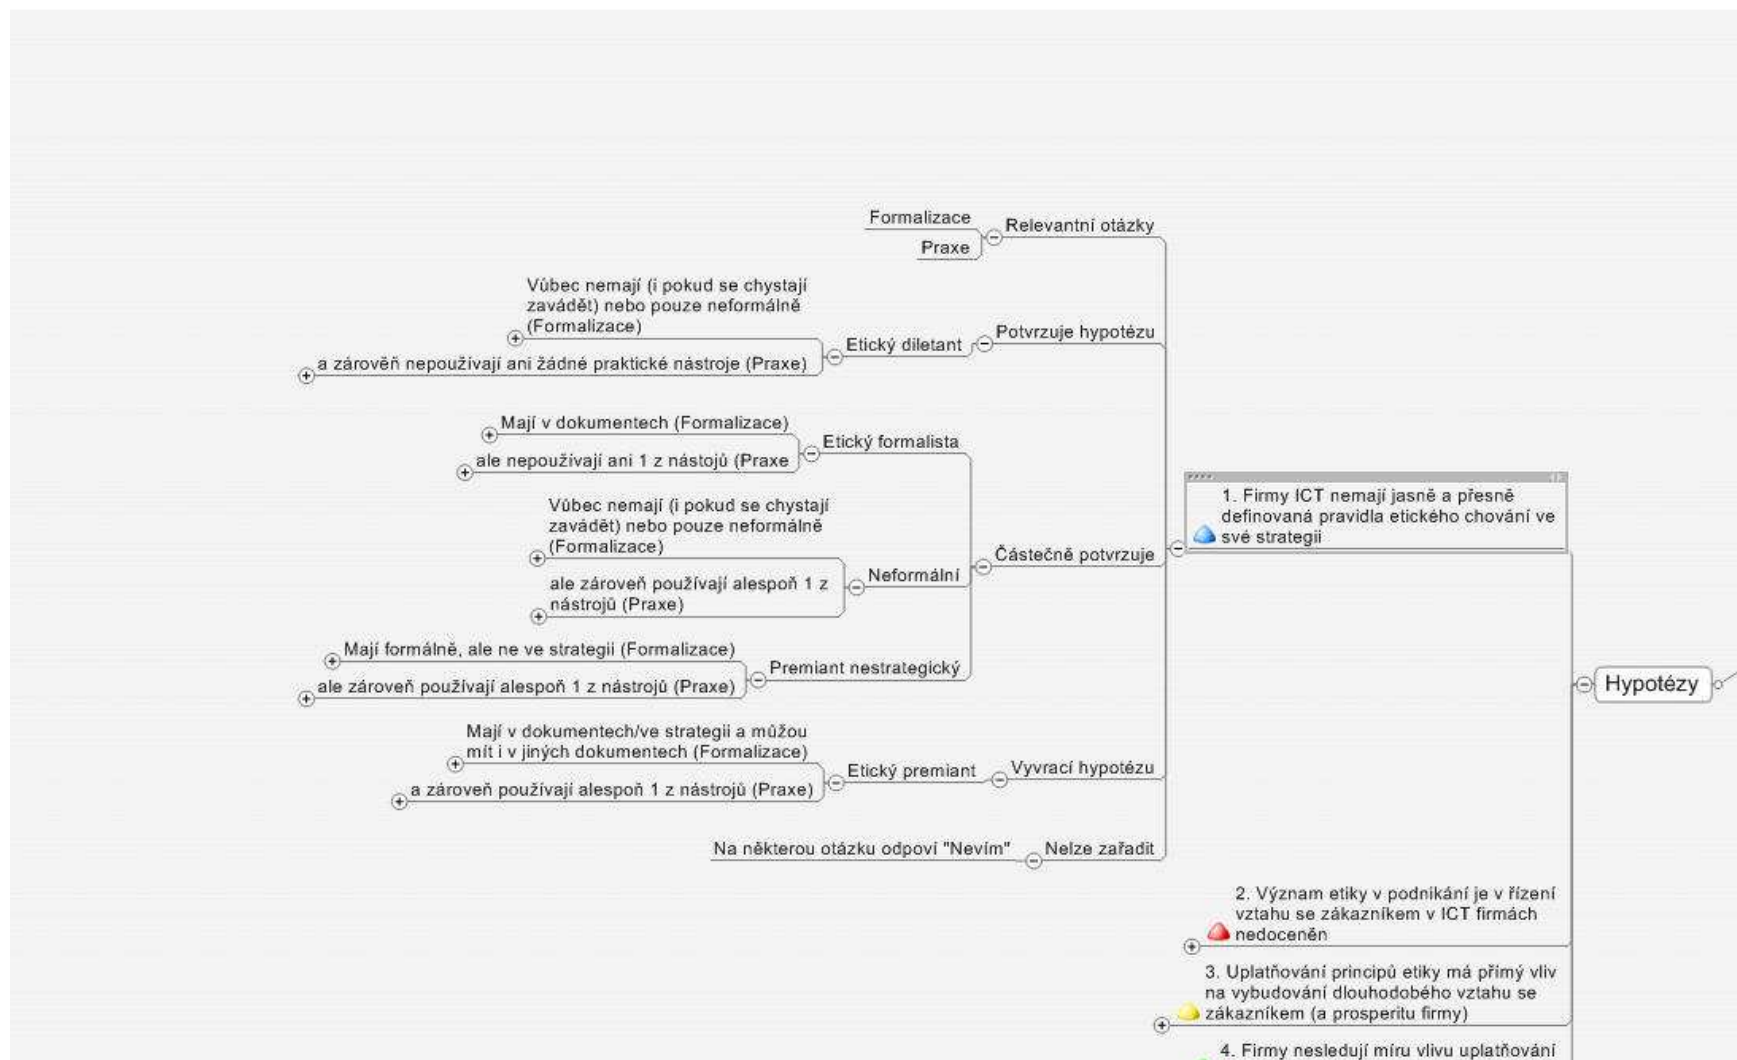 Formalizace
Relevantní otázky
Praxe
Vůbec nemají (i pokud se chystají
zavádět) nebo pouze neformálně
(Formalizace)
Potvrzuje hypotézu
Etický diletant
a zárověň nepoužívají ani žádné praktické nástroje (Praxe)
Mají v dokumentech (Formalizace)
Etický formalista
ale nepoužívají ani 1 z nástojů (Praxe
Vůbec nemají (i pokud se chystají
zavádět) nebo pouze neformálně
(Formalizace)
Částečně potvrzuje
Neformální
ale zároveň používají alespoň 1 z
nástrojů (Praxe)
Mají formálně, ale ne ve strategii (Formalizace)
Premiant nestrategický
ale zároveň používají alespoň 1 z nástrojů (Praxe)
Mají v dokumentech/ve strategii a můžou
mít i v jiných dokumentech (Formalizace)
Etický premiant
Vyvrací hypotézu
a zároveň používají alespoň 1 z nástrojů (Praxe)
Na některou otázku odpoví "Nevím"
Nelze zařadit
1. Firmy ICT nemají jasně a přesně
definovaná pravidla etického chování ve
své strategii
Hypotézy
2. Význam etiky v podnikání je v řízení
vztahu se zákazníkem v ICT firmách
nedoceněn
3. Uplatňování principů etiky má přímý vliv
na vybudování dlouhodobého vztahu se
zákazníkem (a prosperitu firmy)
4. Firmy nesledují míru vlivu uplatňování